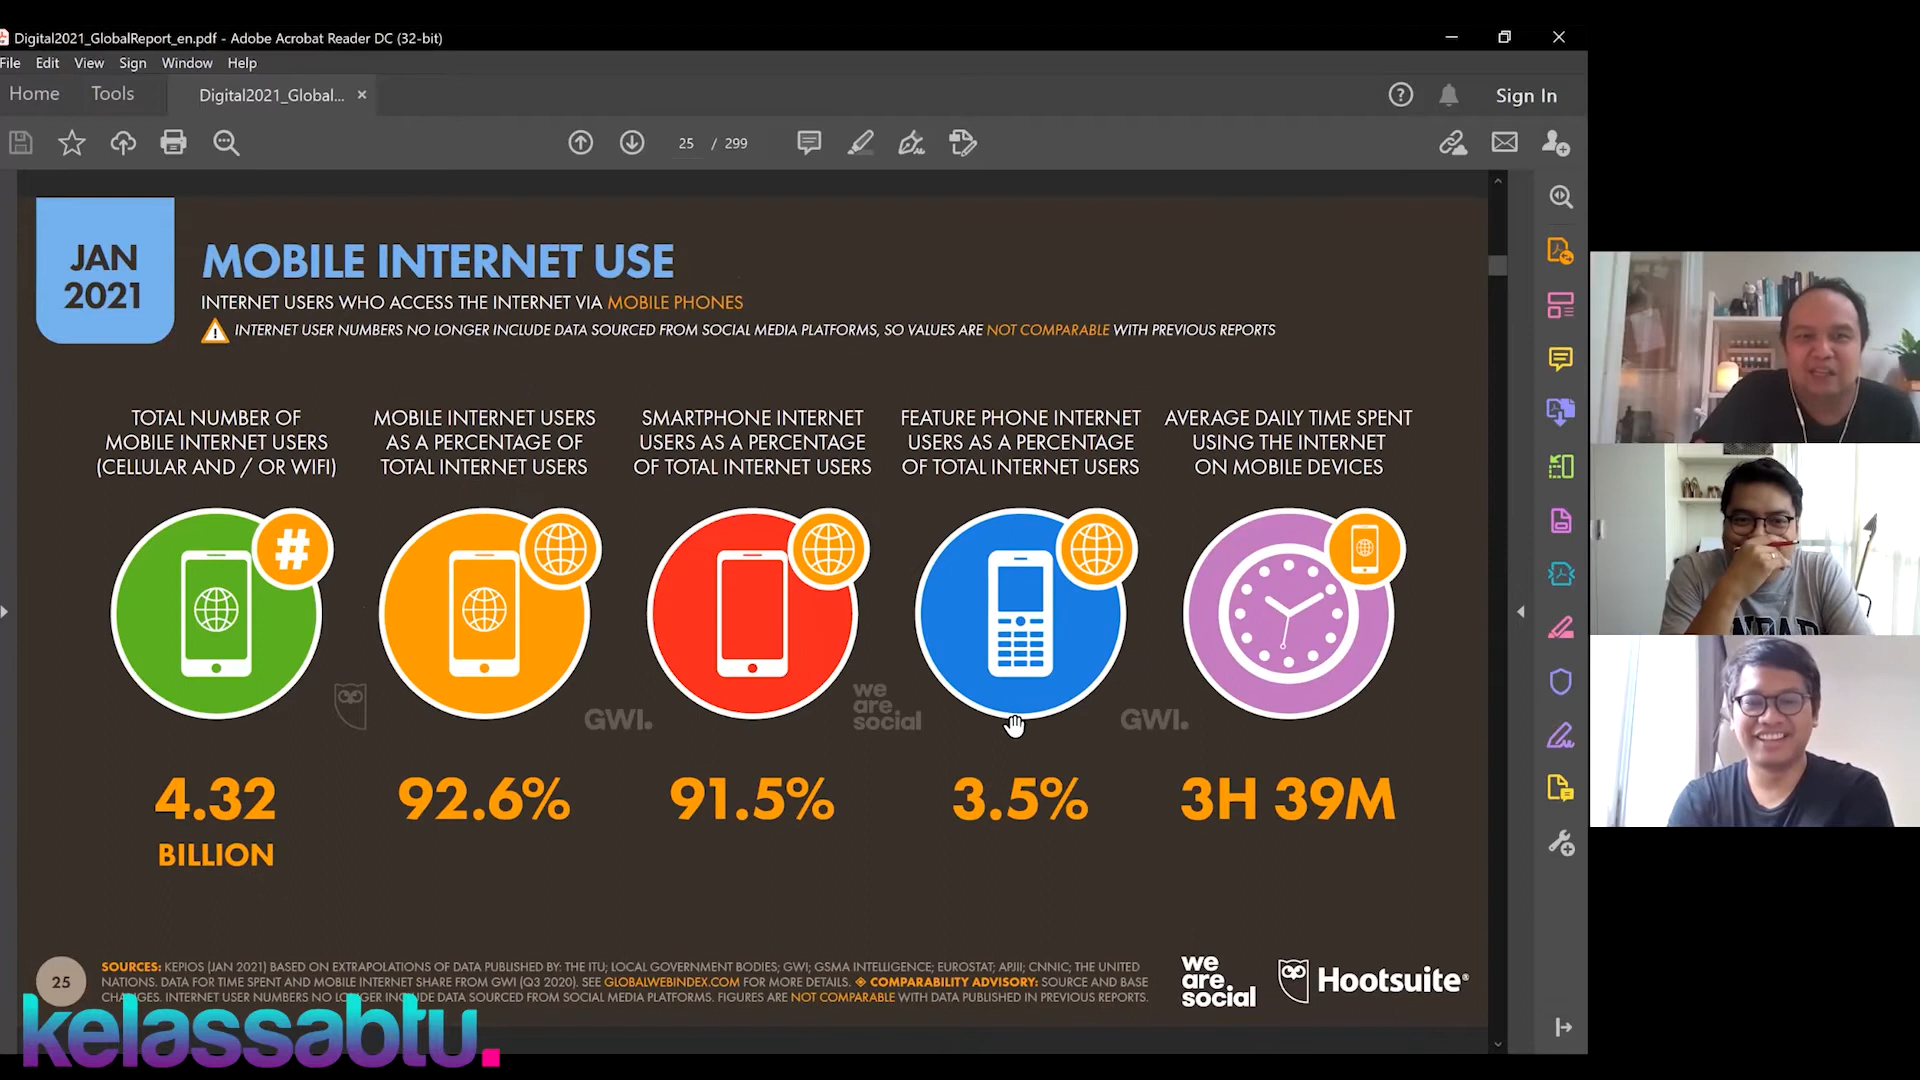 Digital2021_GlobalReport_en.pdf - Adobe Acrobat Reader DC (32-bit)
File Edit View Sign Window Help
Home Tools Digital2021_Global... × Sign In
25 / 299
JAN
2021
MOBILE INTERNET USE
INTERNET USERS WHO ACCESS THE INTERNET VIA MOBILE PHONES
INTERNET USER NUMBERS NO LONGER INCLUDE DATA SOURCED FROM SOCIAL MEDIA PLATFORMS, SO VALUES ARE NOT COMPARABLE WITH PREVIOUS REPORTS
TOTAL NUMBER OF
MOBILE INTERNET USERS
(CELLULAR AND / OR WIFI)
#
4.32
BILLION
MOBILE INTERNET USERS
AS A PERCENTAGE OF
TOTAL INTERNET USERS
92.6%
SMARTPHONE INTERNET
USERS AS A PERCENTAGE
OF TOTAL INTERNET USERS
91.5%
FEATURE PHONE INTERNET
USERS AS A PERCENTAGE
OF TOTAL INTERNET USERS
3.5%
AVERAGE DAILY TIME SPENT
USING THE INTERNET
ON MOBILE DEVICES
3H 39M
GWI.
we
are
social
GWI.
25
SOURCES: KEPIOS (JAN 2021) BASED ON EXTRAPOLATIONS OF DATA PUBLISHED BY: THE ITU; LOCAL GOVERNMENT BODIES; GWI; GSMA INTELLIGENCE; EUROSTAT; APJII; CNNIC; THE UNITED
NATIONS. DATA FOR TIME SPENT AND MOBILE INTERNET SHARE FROM GWI (Q3 2020). SEE GLOBALWEBINDEX.COM FOR MORE DETAILS. ◈ COMPARABILITY ADVISORY: SOURCE AND BASE
CHANGES. INTERNET USER NUMBERS NO LONGER INCLUDE DATA SOURCED FROM SOCIAL MEDIA PLATFORMS. FIGURES ARE NOT COMPARABLE WITH DATA PUBLISHED IN PREVIOUS REPORTS.
we
are
social
Hootsuite®
kelassabtu.